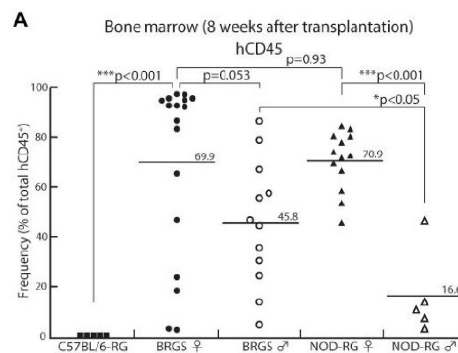 A
Bone marrow (8 weeks after transplantation)
hCD45
p=0.93
***p<0.001 p=0.053 ***p<0.001
*p<0.05
Frequency (% of total hCD45⁺)
100
80
60
40
20
0
69.9
45.8
70.9
16.6
C57BL/6-RG BRGS ♀ BRGS ♂ NOD-RG ♀ NOD-RG ♂